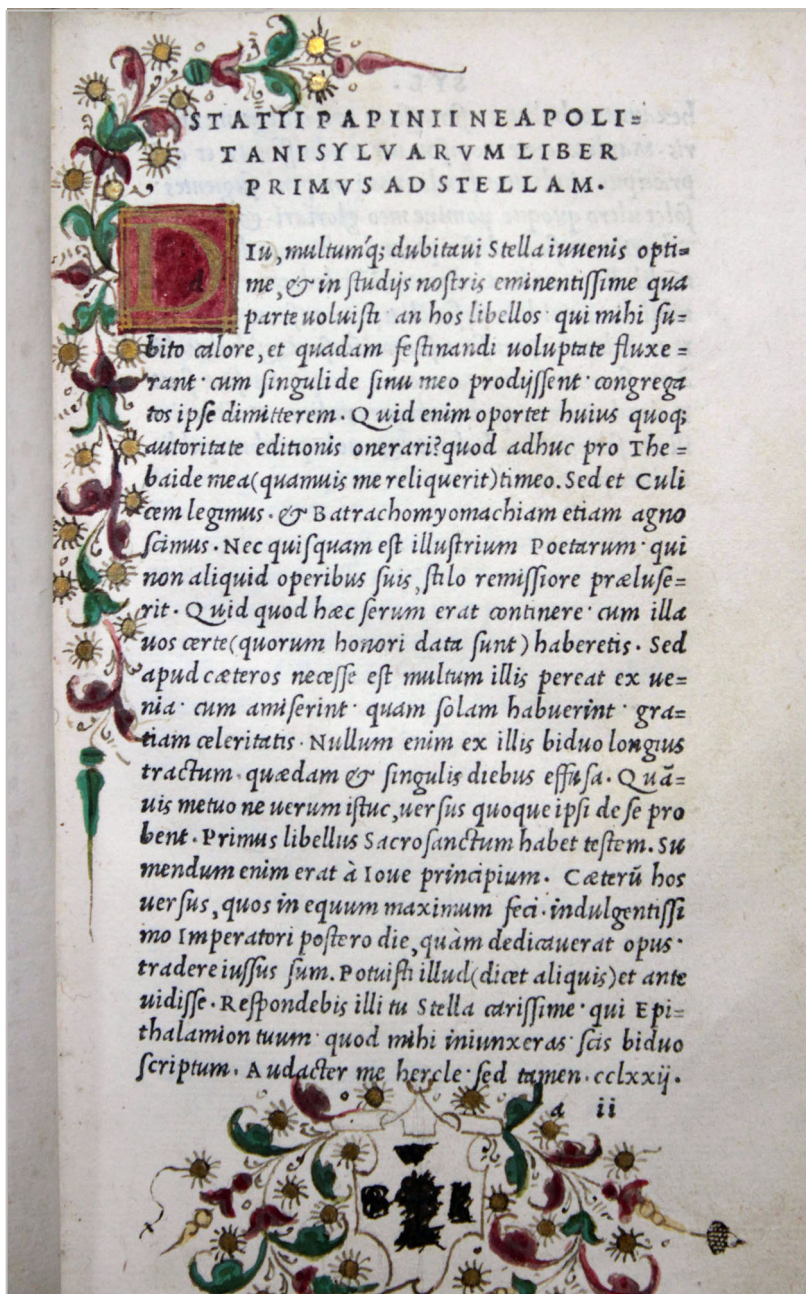 STATII PAPINII NEAPOLI=
TANI SYLVARVM LIBER
PRIMVS AD STELLAM.
DIu, multumq́; dubitaui Stella iuuenis opti=
me, & in studijs nostris eminentissime qua
parte uoluisti· an hos libellos· qui mihi su=
bito calore, et quadam festinandi uoluptate fluxe=
rant· cum singuli de sinu meo prodijssent· congrega
tos ipse dimitterem. Quid enim oportet huius quoq;
autoritate editionis onerari? quod adhuc pro The=
baide mea (quamuis me reliquerit) timeo. Sed et Culi
cem legimus· & Batrachomyomachiam etiam agno
scimus. Nec quisquam est illustrium Poetarum· qui
non aliquid operibus suis, stilo remissiore præluse=
rit. Quid quod hæc serum erat continere· cum illa
uos certe (quorum honori data sunt) haberetis. Sed
apud cæteros necesse est multum illis pereat ex ue=
nia· cum amiserint· quam solam habuerint· gra=
tiam celeritatis. Nullum enim ex illis biduo longius
tractum· quædam & singulis diebus effusa. Quā=
uis metuo ne uerum istuc, uersus quoque ipsi de se pro
bent. Primus libellus Sacrosanctum habet testem. Su
mendum enim erat à Ioue principium. Cæterū hos
uersus, quos in equum maximum feci· indulgentissi
mo Imperatori postero die, quàm dedicauerat opus·
tradere iussus sum. Potuisti illud (dicet aliquis) et ante
uidisse. Respondebis illi tu Stella carissime· qui Epi=
thalamion tuum· quod mihi iniunxeras· scis biduo
scriptum. Audacter me hercle· sed tamen. cclxxij.
a ii